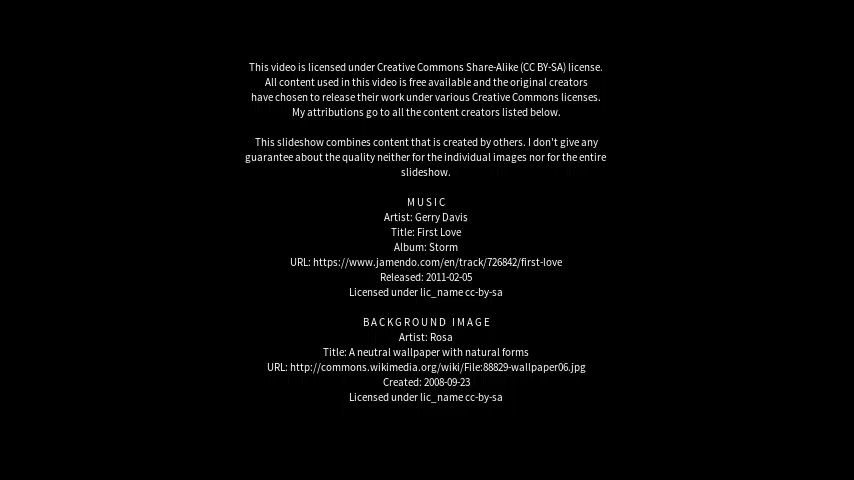 This video is licensed under Creative Commons Share-Alike (CC BY-SA) license.
All content used in this video is free available and the original creators
have chosen to release their work under various Creative Commons licenses.
My attributions go to all the content creators listed below.
This slideshow combines content that is created by others. I don't give any
guarantee about the quality neither for the individual images nor for the entire
slideshow.
M U S I C
Artist: Gerry Davis
Title: First Love
Album: Storm
URL: https://www.jamendo.com/en/track/726842/first-love
Released: 2011-02-05
Licensed under lic_name cc-by-sa
B A C K G R O U N D   I M A G E
Artist: Rosa
Title: A neutral wallpaper with natural forms
URL: http://commons.wikimedia.org/wiki/File:88829-wallpaper06.jpg
Created: 2008-09-23
Licensed under lic_name cc-by-sa